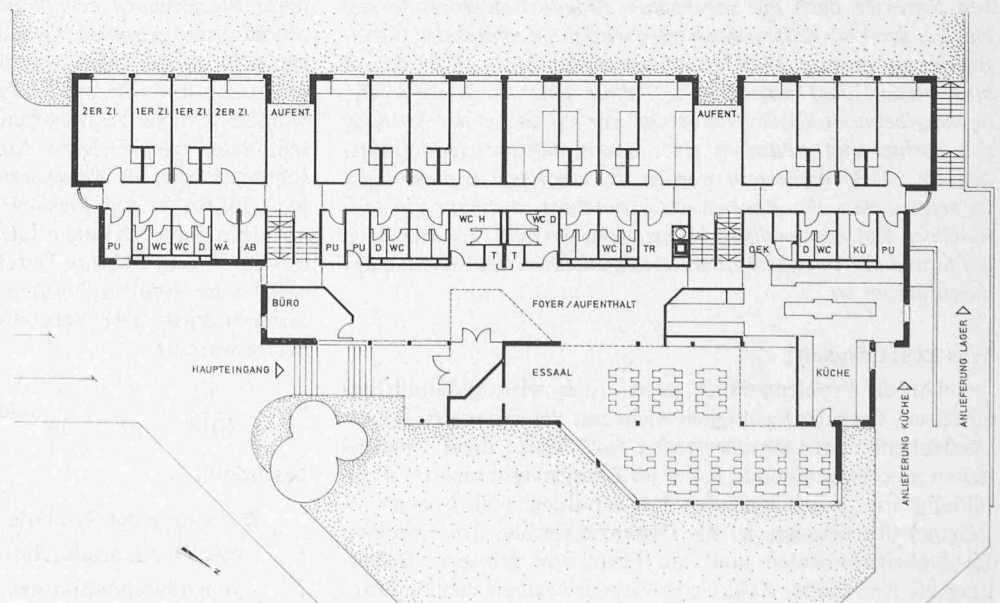 2ER ZI. 1ER ZI. 1ER ZI. 2ER ZI. AUFENT. AUFENT.
PU D WC WC D. WÄ AB PU PU D WC WC H WC D WC D TR OFF. D WC L KÜ PU
T T
BÜRO FOYER / AUFENTHALT
HAUPTEINGANG ESSAAL KÜCHE
ANLIEFERUNG KÜCHE
ANLIEFERUNG LAGER
N